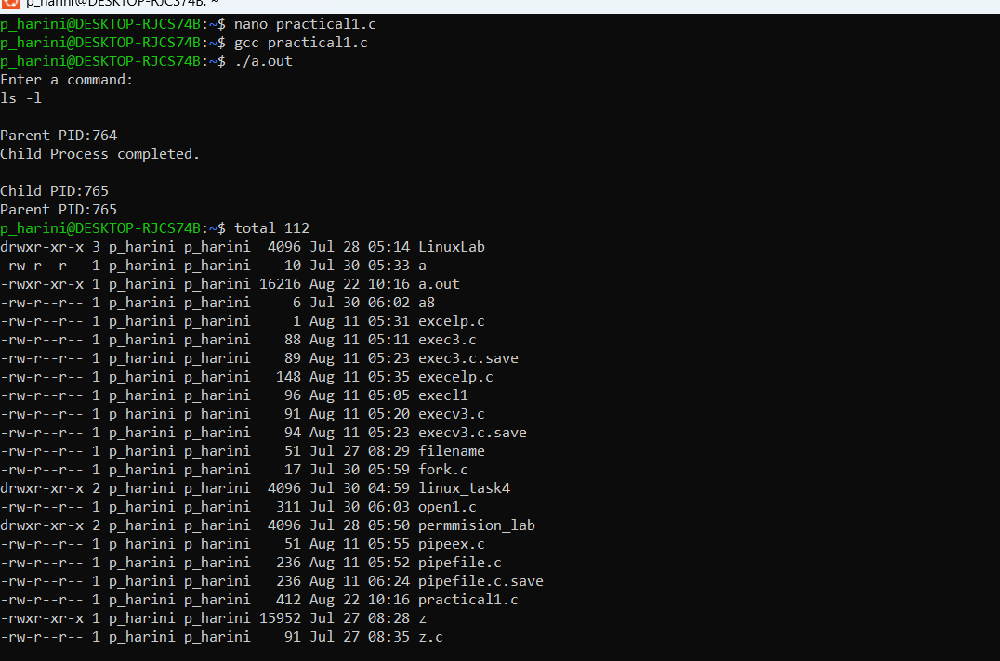 p_harini@DESKTOP-RJCS74B: ~
p_harini@DESKTOP-RJCS74B:~$ nano practical1.c
p_harini@DESKTOP-RJCS74B:~$ gcc practical1.c
p_harini@DESKTOP-RJCS74B:~$ ./a.out
Enter a command:
ls -l
Parent PID:764
Child Process completed.
Child PID:765
Parent PID:765
p_harini@DESKTOP-RJCS74B:~$ total 112
drwxr-xr-x 3 p_harini p_harini  4096 Jul 28 05:14 LinuxLab
-rw-r--r-- 1 p_harini p_harini    10 Jul 30 05:33 a
-rwxr-xr-x 1 p_harini p_harini 16216 Aug 22 10:16 a.out
-rw-r--r-- 1 p_harini p_harini     6 Jul 30 06:02 a8
-rw-r--r-- 1 p_harini p_harini     1 Aug 11 05:31 excelp.c
-rw-r--r-- 1 p_harini p_harini    88 Aug 11 05:11 exec3.c
-rw-r--r-- 1 p_harini p_harini    89 Aug 11 05:23 exec3.c.save
-rw-r--r-- 1 p_harini p_harini   148 Aug 11 05:35 execelp.c
-rw-r--r-- 1 p_harini p_harini    96 Aug 11 05:05 execl1
-rw-r--r-- 1 p_harini p_harini    91 Aug 11 05:20 execv3.c
-rw-r--r-- 1 p_harini p_harini    94 Aug 11 05:23 execv3.c.save
-rw-r--r-- 1 p_harini p_harini    51 Jul 27 08:29 filename
-rw-r--r-- 1 p_harini p_harini    17 Jul 30 05:59 fork.c
drwxr-xr-x 2 p_harini p_harini  4096 Jul 30 04:59 linux_task4
-rw-r--r-- 1 p_harini p_harini   311 Jul 30 06:03 open1.c
drwxr-xr-x 2 p_harini p_harini  4096 Jul 28 05:50 permmision_lab
-rw-r--r-- 1 p_harini p_harini    51 Aug 11 05:55 pipeex.c
-rw-r--r-- 1 p_harini p_harini   236 Aug 11 05:52 pipefile.c
-rw-r--r-- 1 p_harini p_harini   236 Aug 11 06:24 pipefile.c.save
-rw-r--r-- 1 p_harini p_harini   412 Aug 22 10:16 practical1.c
-rwxr-xr-x 1 p_harini p_harini 15952 Jul 27 08:28 z
-rw-r--r-- 1 p_harini p_harini    91 Jul 27 08:35 z.c